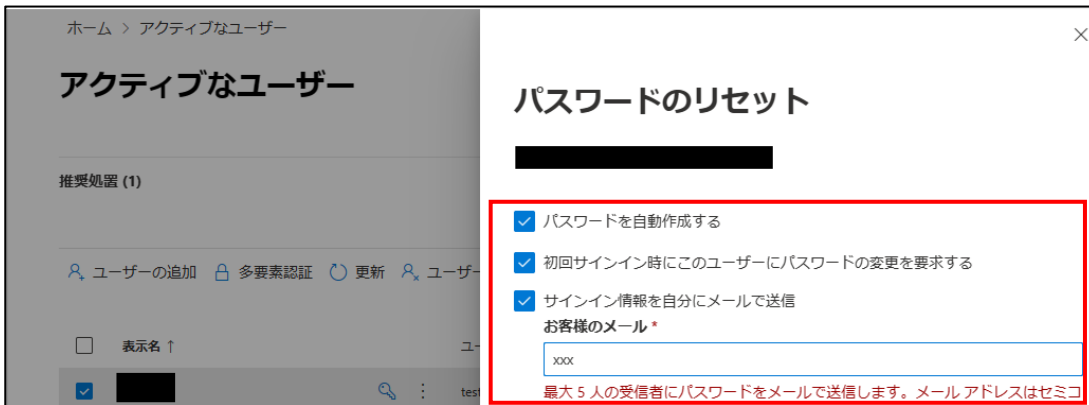 ホーム > アクティブなユーザー
アクティブなユーザー
推奨処置 (1)
ユーザーの追加 多要素認証 更新 ユーザー
表示名 ↑ ユー
test
パスワードのリセット
パスワードを自動作成する
初回サインイン時にこのユーザーにパスワードの変更を要求する
サインイン情報を自分にメールで送信
お客様のメール *
xxx
最大 5 人の受信者にパスワードをメールで送信します。メール アドレスはセミコ